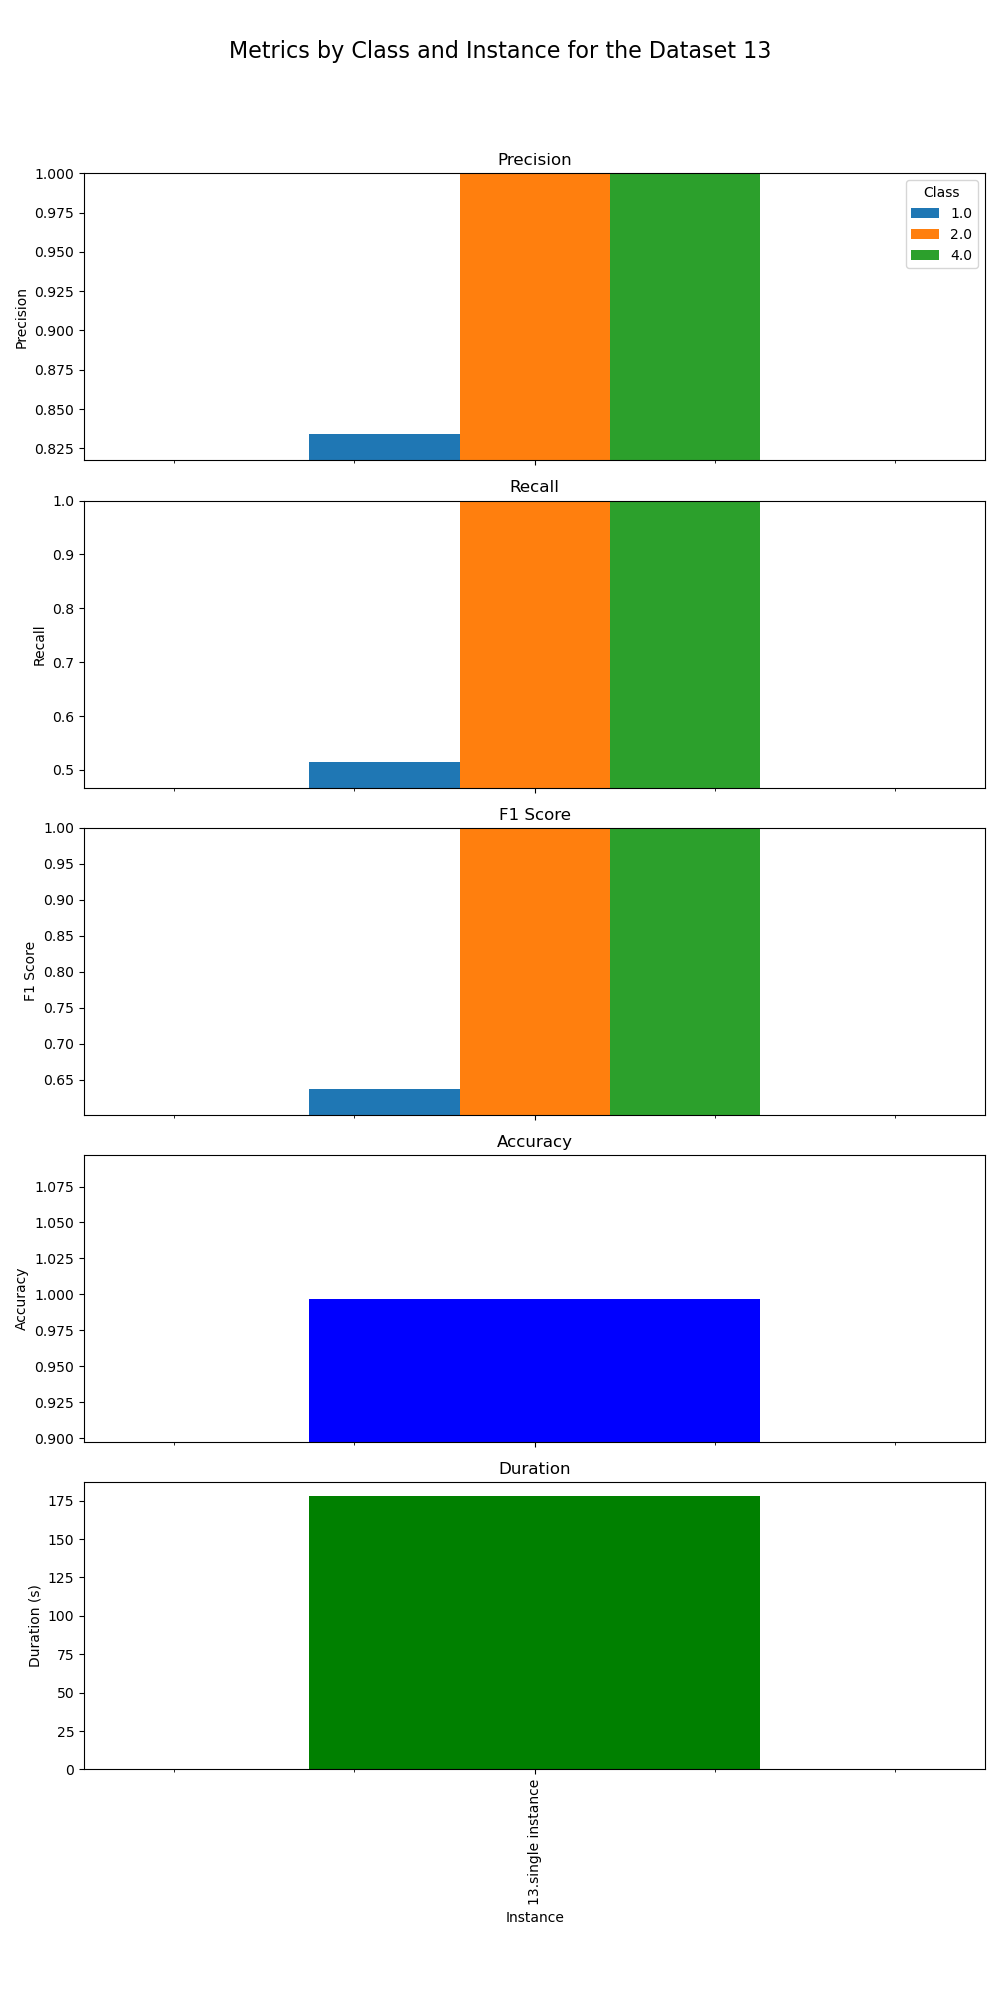 Metrics by Class and Instance for the Dataset 13
Precision
1.000
0.975
0.950
0.925
0.900
0.875
0.850
0.825
Precision
Class
1.0
2.0
4.0
Recall
1.0
0.9
0.8
0.7
0.6
0.5
Recall
F1 Score
1.00
0.95
0.90
0.85
0.80
0.75
0.70
0.65
F1 Score
Accuracy
1.075
1.050
1.025
1.000
0.975
0.950
0.925
0.900
Accuracy
Duration
175
150
125
100
75
50
25
0
Duration (s)
13.single instance
Instance